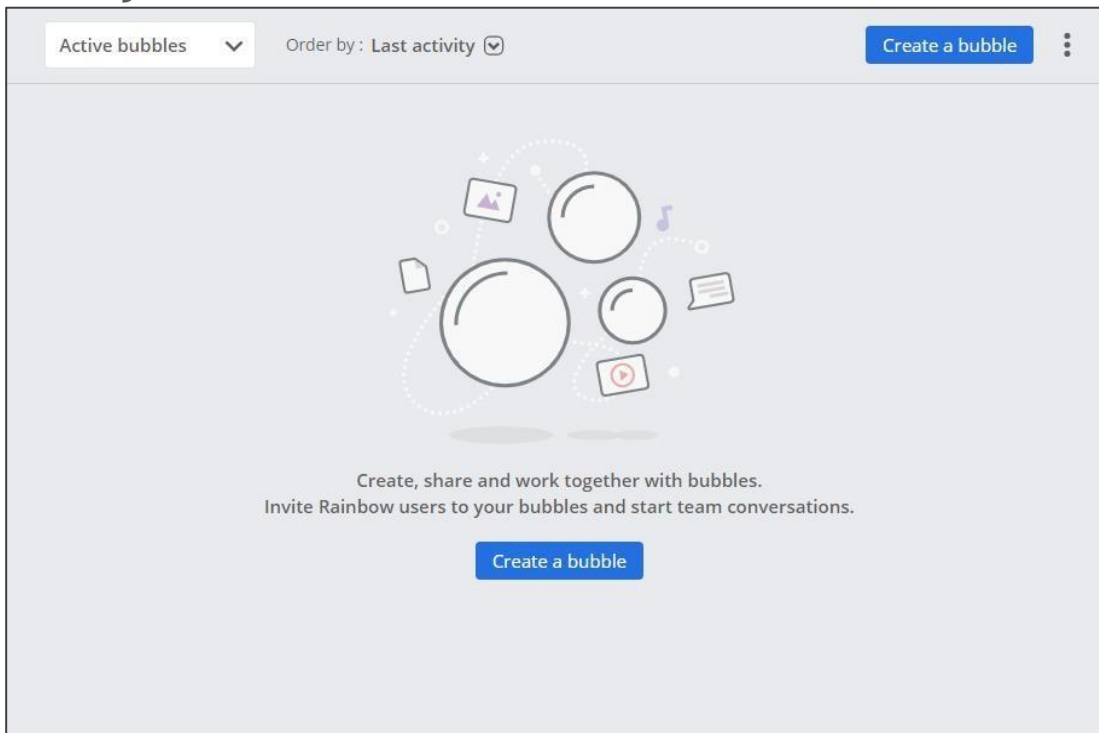 Active bubbles
Order by : Last activity
Create a bubble
Create, share and work together with bubbles.
Invite Rainbow users to your bubbles and start team conversations.
Create a bubble